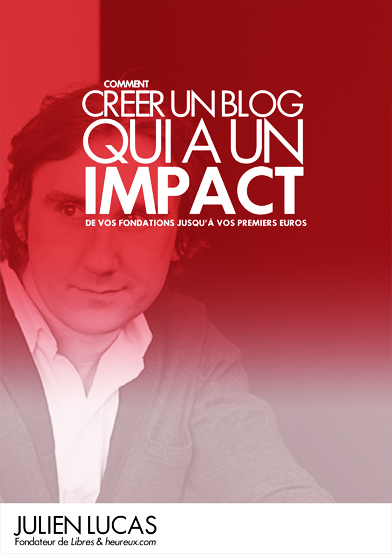 COMMENT
CREER UN BLOG
QUI A UN
IMPACT
DE VOS FONDATIONS JUSQU'À VOS PREMIERS EUROS
JULIEN LUCAS
Fondateur de Libres & heureux.com